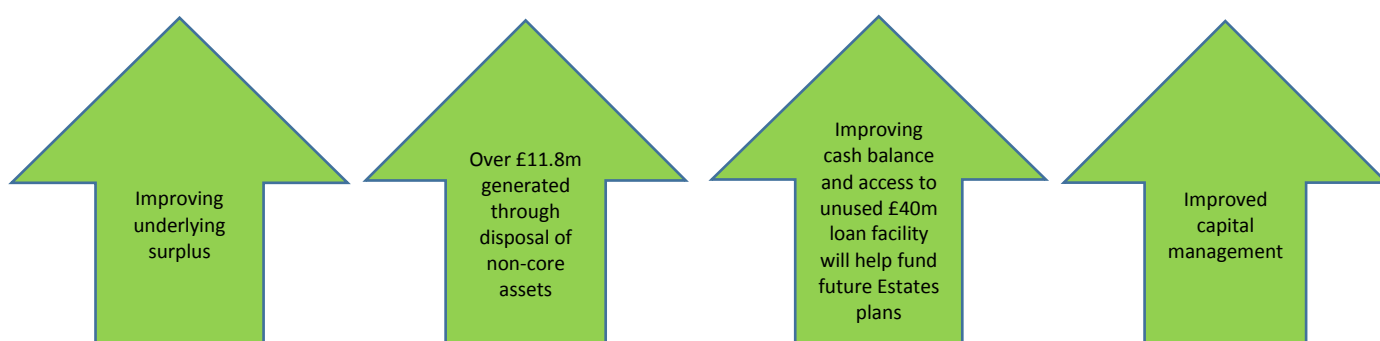 Improving
underlying
surplus
Over £11.8m
generated
through
disposal of
non-core
assets
Improving
cash balance
and access to
unused £40m
loan facility
will help fund
future Estates
plans
Improved
capital
management